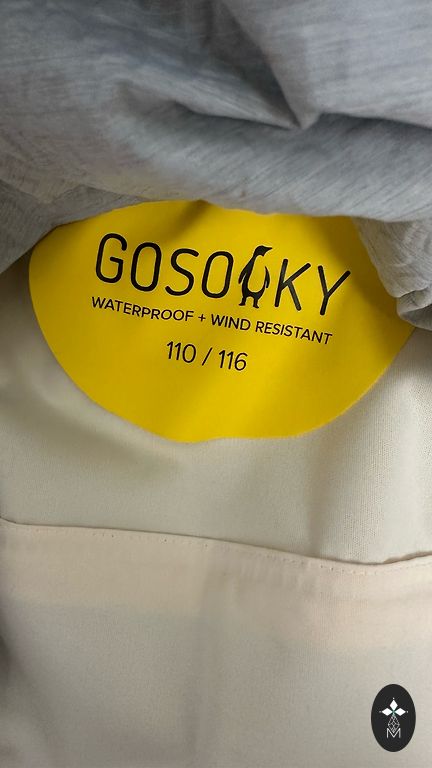 GOSOAKY
WATERPROOF + WIND RESISTANT
110 / 116